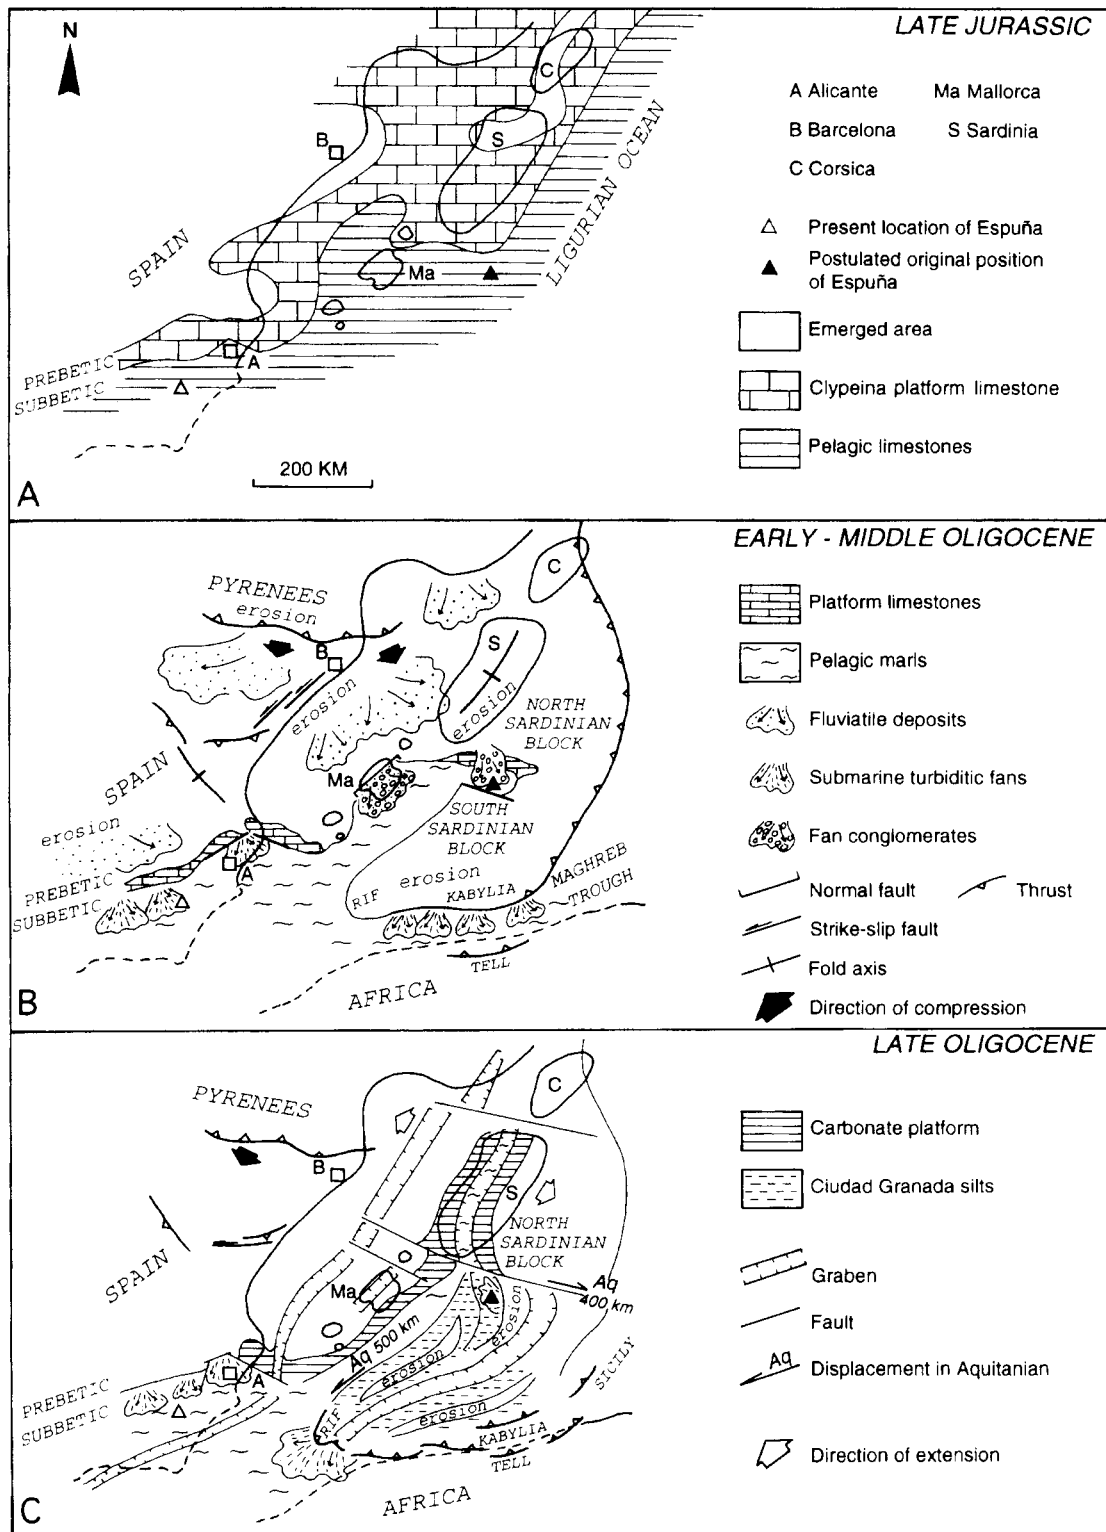 LATE JURASSIC
N
A Alicante
Ma Mallorca
B Barcelona
S Sardinia
C Corsica
Present location of Espuña
Postulated original position
of Espuña
Emerged area
Clypeina platform limestone
Pelagic limestones
C
B
S
LIGURIAN OCEAN
SPAIN
Ma
A
PREBETIC
SUBBETIC
200 KM
A
EARLY - MIDDLE OLIGOCENE
Platform limestones
Pelagic marls
Fluviatile deposits
Submarine turbiditic fans
Fan conglomerates
Normal fault
Thrust
Strike-slip fault
Fold axis
Direction of compression
C
PYRENEES
erosion
B
S
erosion
erosion
NORTH
SARDINIAN
BLOCK
SPAIN
Ma
SOUTH
SARDINIAN
BLOCK
erosion
A
PREBETIC
SUBBETIC
erosion
RIF
KABYLIA
MAGHREB
TROUGH
TELL
AFRICA
B
LATE OLIGOCENE
Carbonate platform
Ciudad Granada silts
Graben
Fault
Aq
Displacement in Aquitanian
Direction of extension
C
PYRENEES
B
S
NORTH
SARDINIAN
BLOCK
Aq
400 km
SPAIN
Ma
Aq 500 km
erosion
erosion
erosion
SICILY
A
PREBETIC
SUBBETIC
RIF
KABYLIA
TELL
AFRICA
C